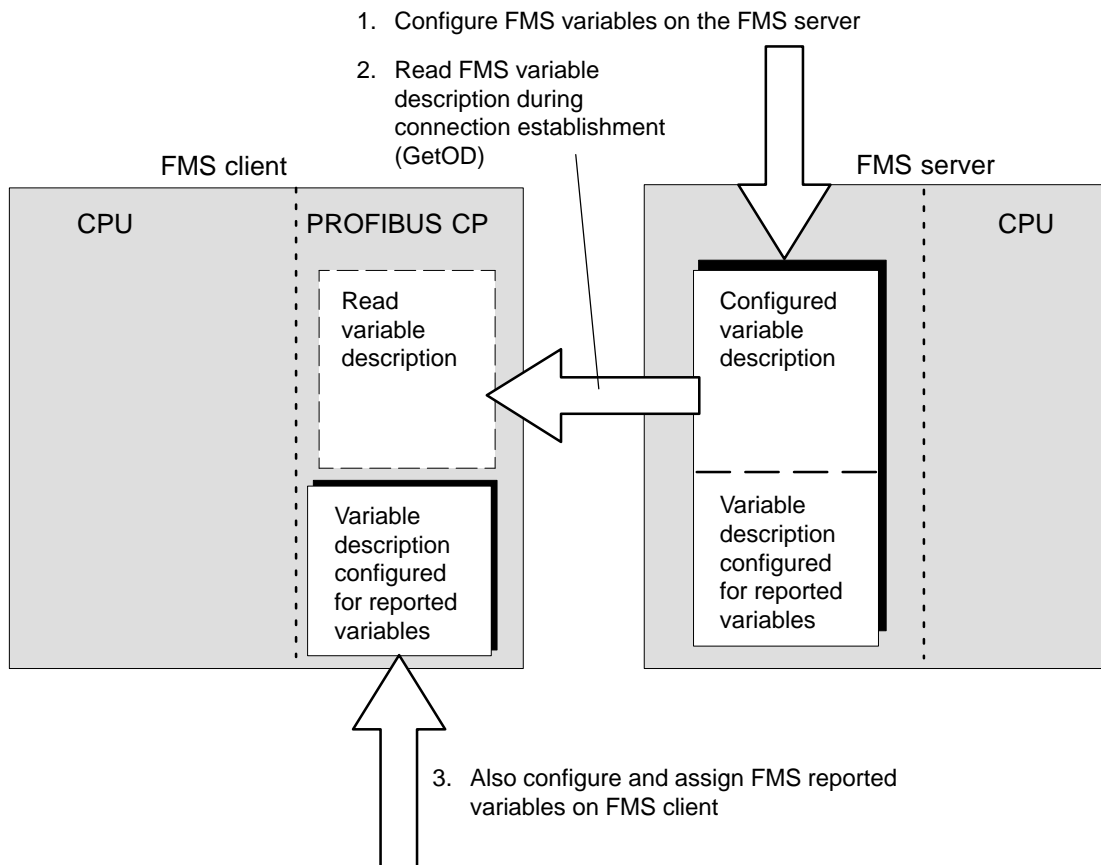 1. Configure FMS variables on the FMS server
2. Read FMS variable
description during
connection establishment
(GetOD)
FMS client
FMS server
CPU
PROFIBUS CP
CPU
Read
variable
description
Configured
variable
description
Variable
description
configured
for reported
variables
Variable
description
configured
for reported
variables
3. Also configure and assign FMS reported
variables on FMS client